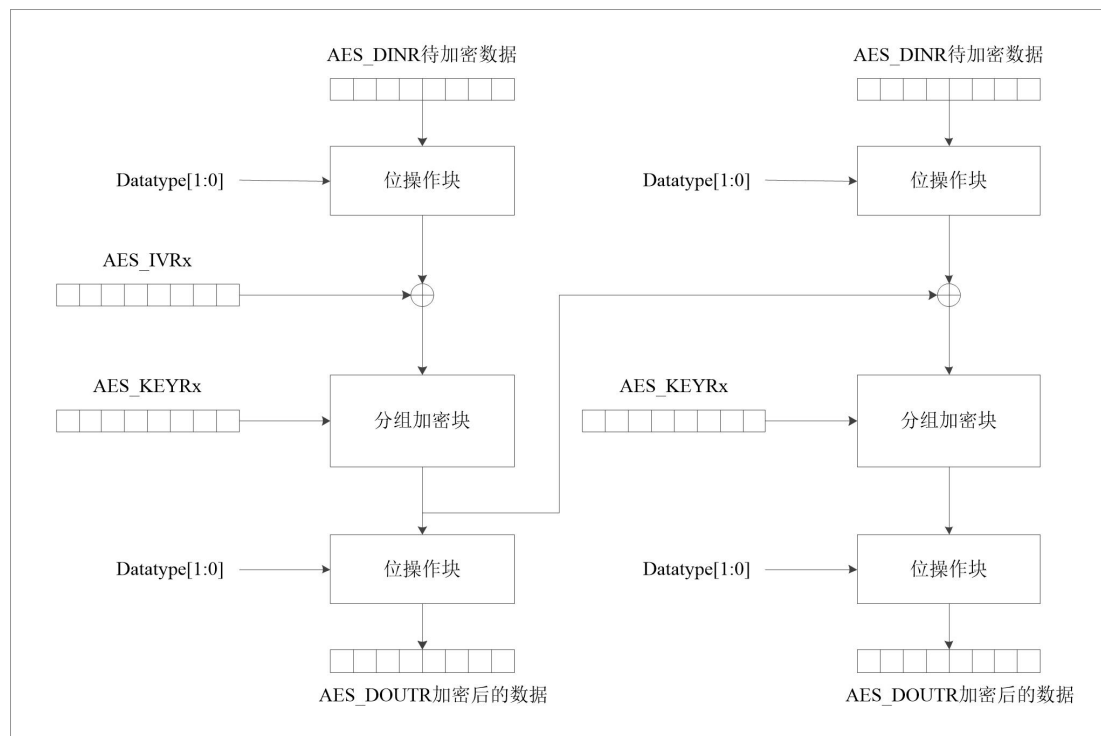 AES_DINR待加密数据
AES_DINR待加密数据
Datatype[1:0]
位操作块
Datatype[1:0]
位操作块
AES_IVRx
AES_KEYRx
分组加密块
AES_KEYRx
分组加密块
Datatype[1:0]
位操作块
Datatype[1:0]
位操作块
AES_DOUTR加密后的数据
AES_DOUTR加密后的数据